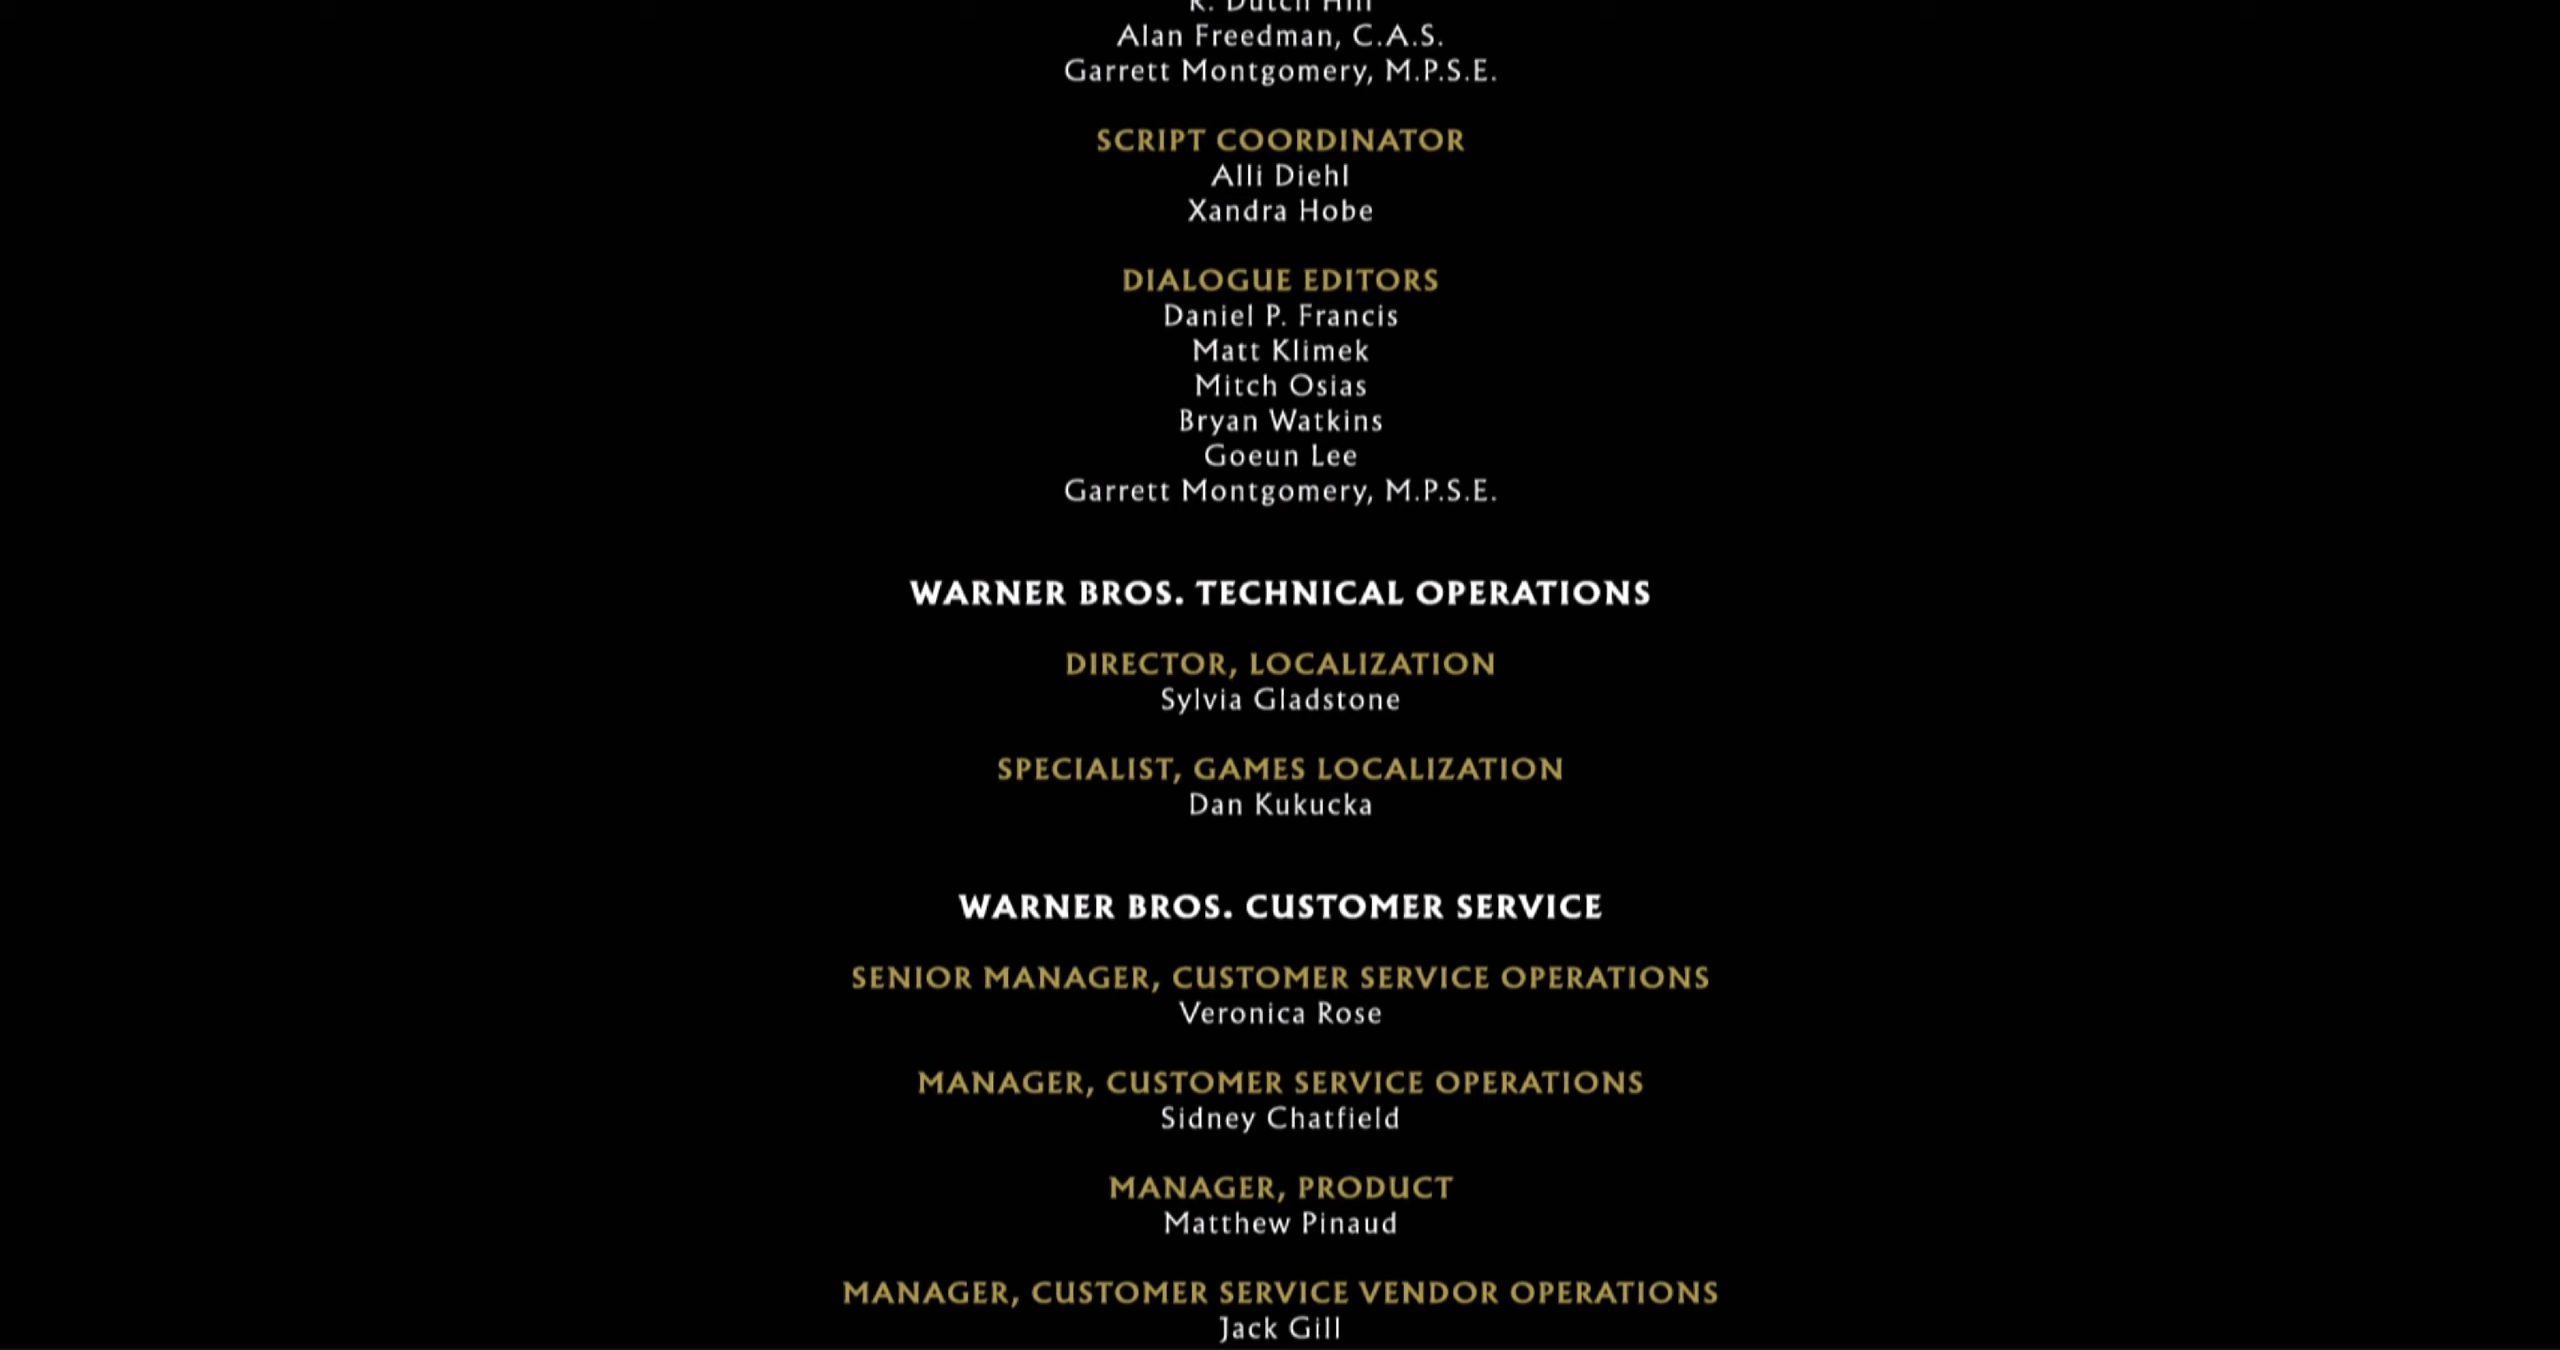 R. Dutch Hill
Alan Freedman, C.A.S.
Garrett Montgomery, M.P.S.E.
SCRIPT COORDINATOR
Alli Diehl
Xandra Hobe
DIALOGUE EDITORS
Daniel P. Francis
Matt Klimek
Mitch Osias
Bryan Watkins
Goeun Lee
Garrett Montgomery, M.P.S.E.
WARNER BROS. TECHNICAL OPERATIONS
DIRECTOR, LOCALIZATION
Sylvia Gladstone
SPECIALIST, GAMES LOCALIZATION
Dan Kukucka
WARNER BROS. CUSTOMER SERVICE
SENIOR MANAGER, CUSTOMER SERVICE OPERATIONS
Veronica Rose
MANAGER, CUSTOMER SERVICE OPERATIONS
Sidney Chatfield
MANAGER, PRODUCT
Matthew Pinaud
MANAGER, CUSTOMER SERVICE VENDOR OPERATIONS
Jack Gill